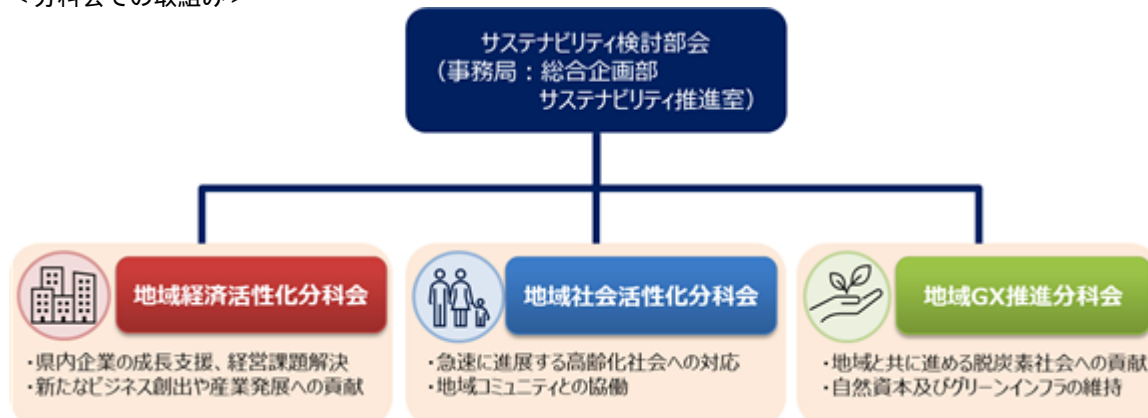 <分科会での取組み>
サステナビリティ検討部会
（事務局：総合企画部
サステナビリティ推進室）
地域経済活性化分科会
・県内企業の成長支援、経営課題解決
・新たなビジネス創出や産業発展への貢献
地域社会活性化分科会
・急速に進展する高齢化社会への対応
・地域コミュニティとの協働
地域GX推進分科会
・地域と共に進める脱炭素社会への貢献
・自然資本及びグリーンインフラの維持